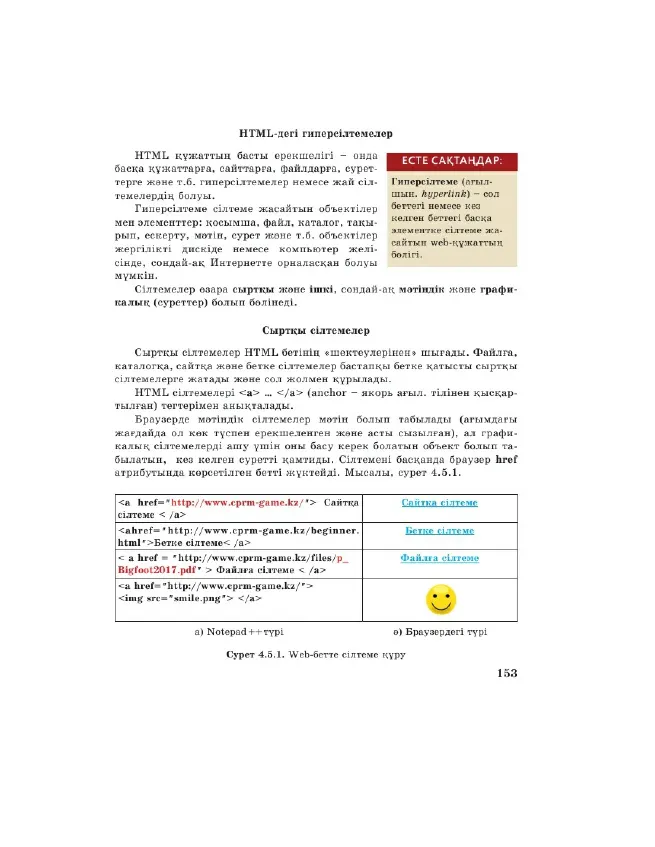 HTML-дегі гиперсілтемелер
HTML құжаттың басты ерекшелігі – онда
басқа құжаттарға, сайттарға, файлдарға, сурет-
терге және т.б. гиперсілтемелер немесе жай сіл-
темелердің болуы.
Гиперсілтеме сілтеме жасайтын объектілер
мен элементтер: қосымша, файл, каталог, тақы-
рып, ескерту, мәтін, сурет және т.б. объектілер
жергілікті дискіде немесе компьютер желі-
сінде, сондай-ақ Интернетте орналасқан болуы
мүмкін.
ЕСТЕ САҚТАҢДАР:
Гиперсілтеме (ағыл-
шын. hyperlink) – сол
беттегі немесе кез
келген беттегі басқа
элементке сілтеме жа-
сайтын web-құжаттың
бөлігі.
Сілтемелер өзара сыртқы және ішкі, сондай-ақ мәтіндік және графи-
калық (суреттер) болып бөлінеді.
Сыртқы сілтемелер
Сыртқы сілтемелер HTML бетінің «шектеулерінен» шығады. Файлға,
каталогқа, сайтқа және бетке сілтемелер бастапқы бетке қатысты сыртқы
сілтемелерге жатады және сол жолмен құрылады.
HTML сілтемелері <a> ... </a> (anchor – якорь ағыл. тілінен қысқар-
тылған) тегтерімен анықталады.
Браузерде мәтіндік сілтемелер мәтін болып табылады (ағымдағы
жағдайда ол көк түспен ерекшеленген және асты сызылған), ал графи-
калық сілтемелерді ашу үшін оны басу керек болатын объект болып та-
былатын, кез келген суретті қамтиды. Сілтемені басқанда браузер href
атрибутында көрсетілген бетті жүктейді. Мысалы, сурет 4.5.1.
<a href="http://www.cprm-game.kz/"> Сайтқа
сілтеме < /a>
Сайтқа сілтеме
<ahref="http://www.cprm-game.kz/beginner.
html">Бетке сілтеме< /a>
Бетке сілтеме
< a href = "http://www.cprm-game.kz/files/p_
Bigfoot2017.pdf" > Файлға сілтеме < /a>
Файлға сілтеме
<a href="http://www.cprm-game.kz/">
<img src="smile.png"> </a>
а) Notepad++түрі
ә) Браузердегі түрі
Сурет 4.5.1. Web-бетте сілтеме құру
153